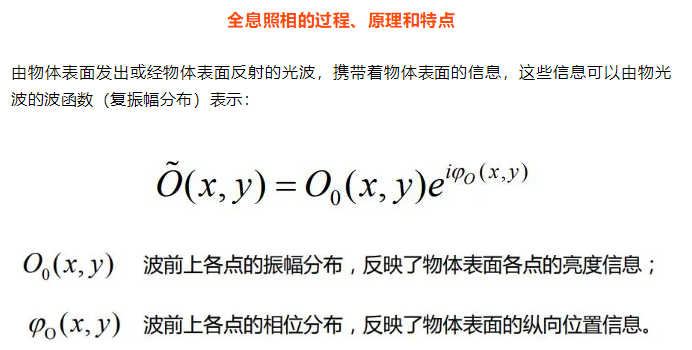 全息照相的过程、原理和特点
由物体表面发出或经物体表面反射的光波，携带着物体表面的信息，这些信息可以由物光
波的波函数（复振幅分布）表示：
Õ(x, y) = O₀(x, y)e^{iφ_O(x,y)}
O₀(x, y) 波前上各点的振幅分布，反映了物体表面各点的亮度信息；
φ_O(x, y) 波前上各点的相位分布，反映了物体表面的纵向位置信息。